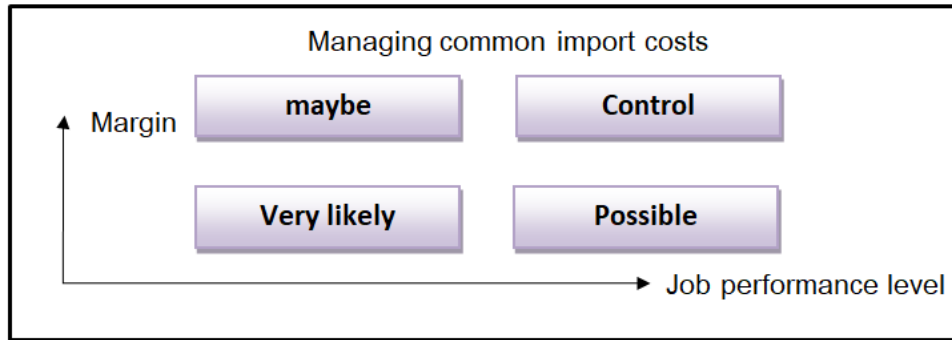 Managing common import costs
maybe
Control
Margin
Very likely
Possible
Job performance level